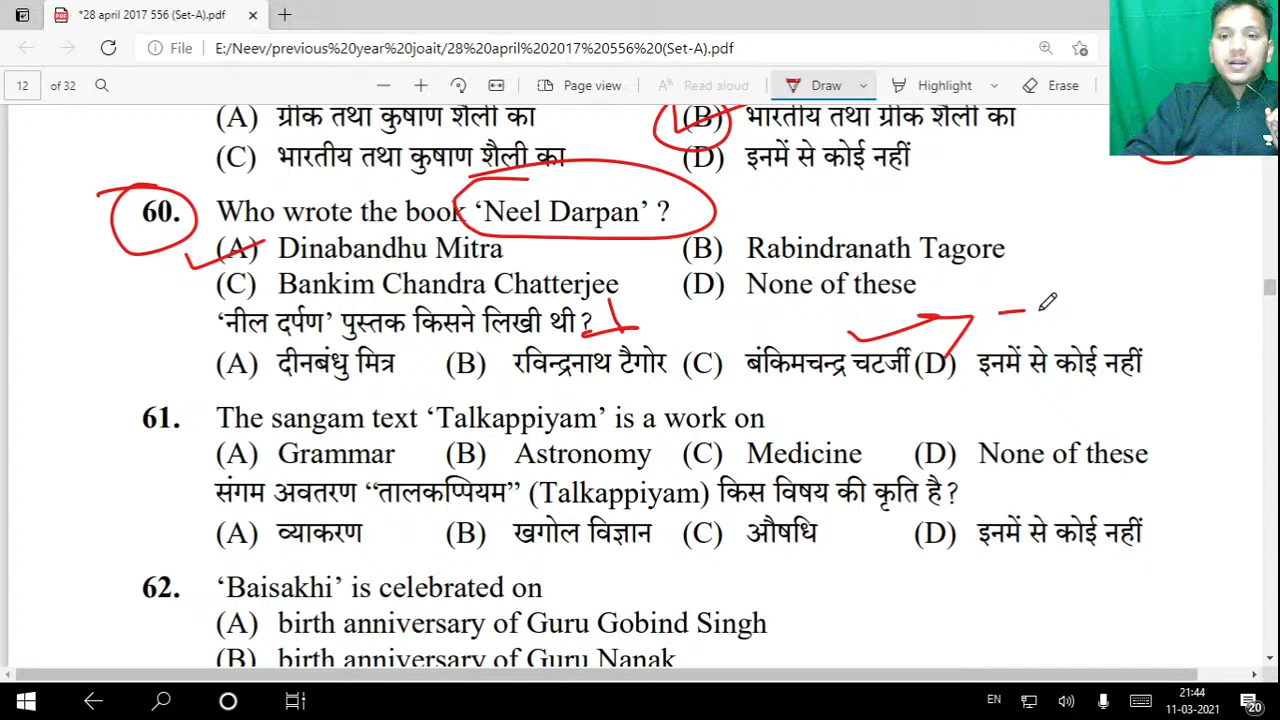 *28 april 2017 556 (Set-A).pdf
File E:/Neev/previous%20year%20joait/28%20april%202017%20556%20(Set-A).pdf
12 of 32 Page view Read aloud Draw Highlight Erase
(A) ग्रीक तथा कुषाण शैली का (B) भारतीय तथा ग्रीक शैली का
(C) भारतीय तथा कुषाण शैली का (D) इनमें से कोई नहीं
60. Who wrote the book ‘Neel Darpan’ ?
(A) Dinabandhu Mitra (B) Rabindranath Tagore
(C) Bankim Chandra Chatterjee (D) None of these
‘नील दर्पण’ पुस्तक किसने लिखी थी?
(A) दीनबंधु मित्र (B) रविन्द्रनाथ टैगोर (C) बंकिमचन्द्र चटर्जी (D) इनमें से कोई नहीं
61. The sangam text ‘Talkappiyam’ is a work on
(A) Grammar (B) Astronomy (C) Medicine (D) None of these
संगम अवतरण “तालकप्पियम” (Talkappiyam) किस विषय की कृति है?
(A) व्याकरण (B) खगोल विज्ञान (C) औषधि (D) इनमें से कोई नहीं
62. ‘Baisakhi’ is celebrated on
(A) birth anniversary of Guru Gobind Singh
(B) birth anniversary of Guru Nanak
EN 21:44
11-03-2021 20